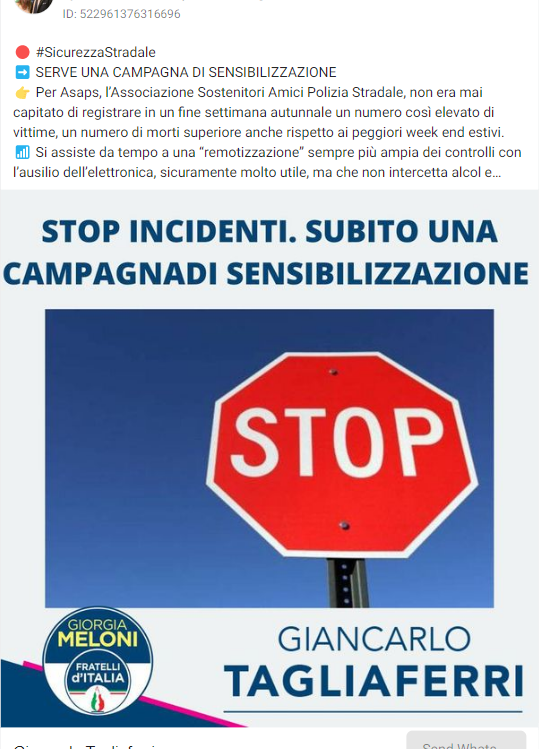 ID: 522961376316696
🔴 #SicurezzaStradale
➡️ SERVE UNA CAMPAGNA DI SENSIBILIZZAZIONE
👉 Per Asaps, l’Associazione Sostenitori Amici Polizia Stradale, non era mai
capitato di registrare in un fine settimana autunnale un numero così elevato di
vittime, un numero di morti superiore anche rispetto ai peggiori week end estivi.
📊 Si assiste da tempo a una “remotizzazione” sempre più ampia dei controlli con
l’ausilio dell’elettronica, sicuramente molto utile, ma che non intercetta alcol e...
STOP INCIDENTI. SUBITO UNA
CAMPAGNADI SENSIBILIZZAZIONE
STOP
GIORGIA
MELONI
FRATELLI
d'ITALIA
GIANCARLO
TAGLIAFERRI
Send Whats...